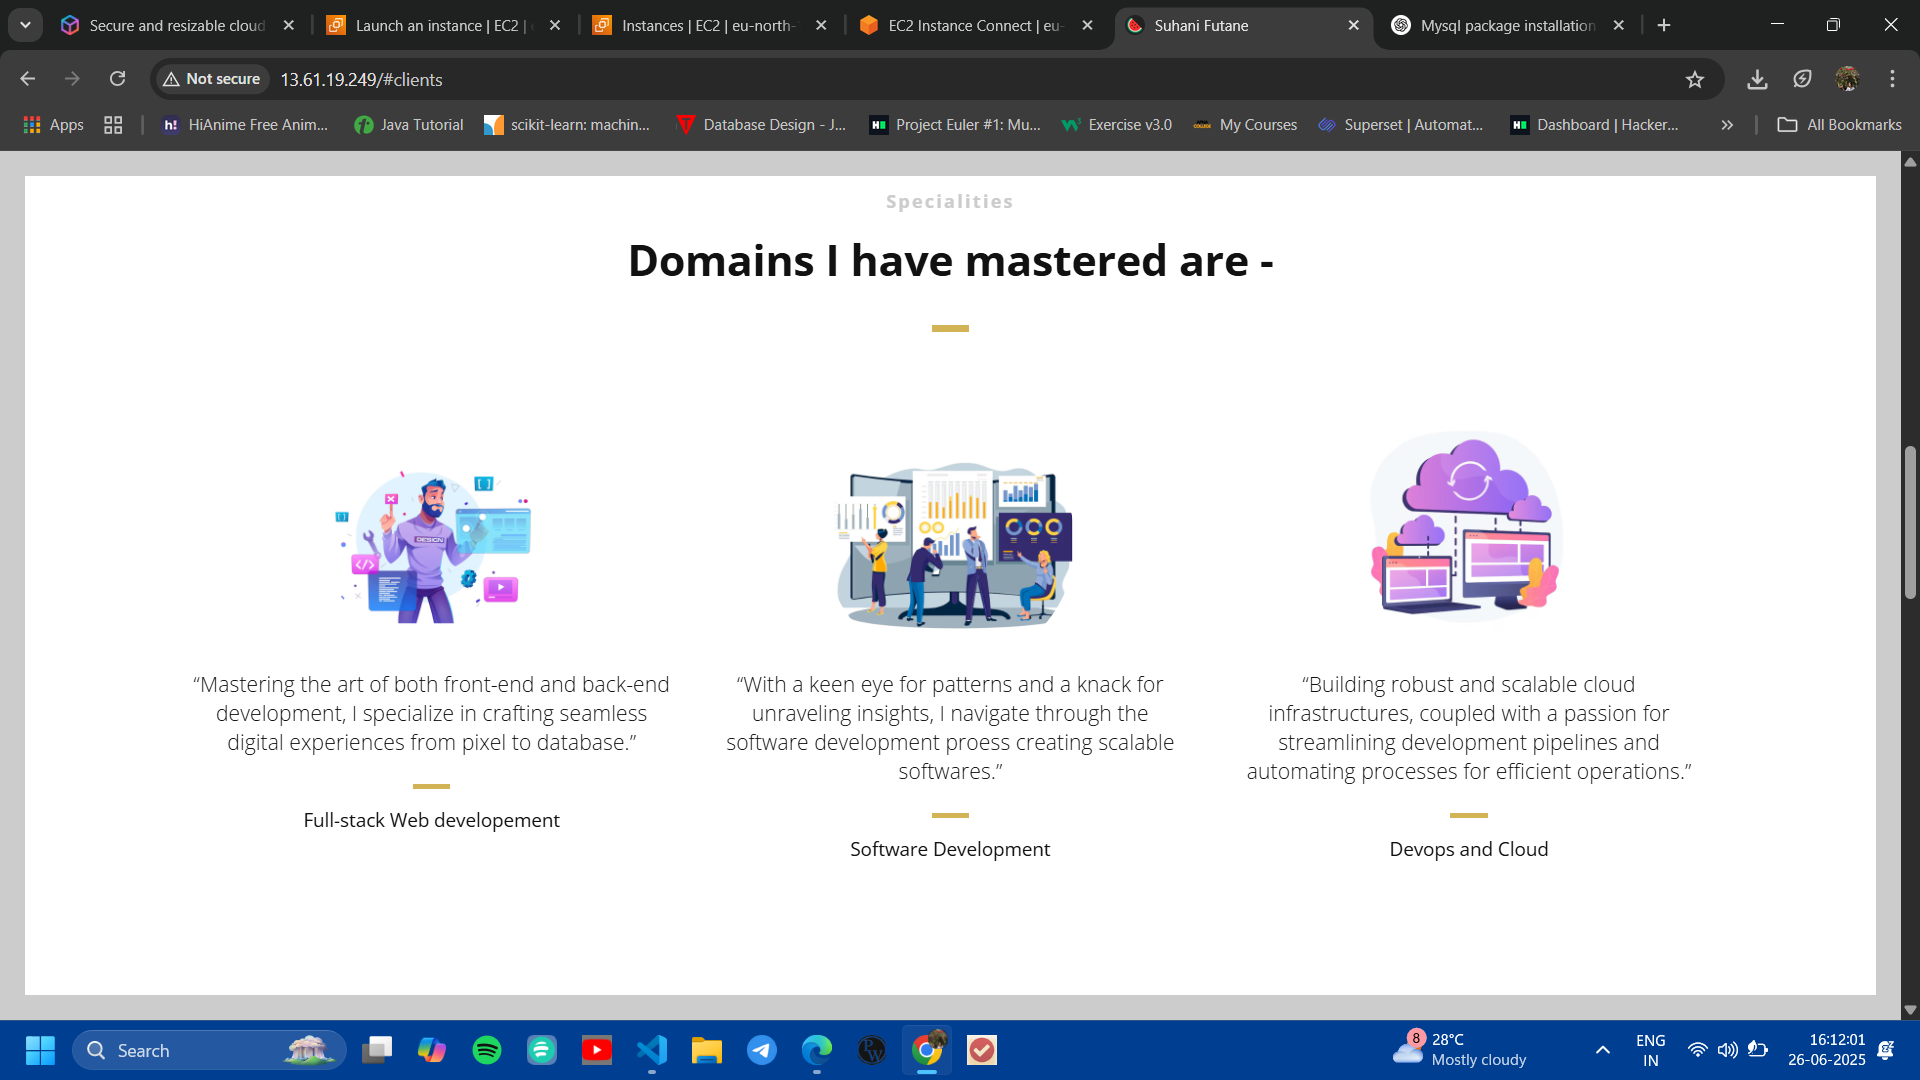 Secure and resizable cloud
Launch an instance | EC2 |
Instances | EC2 | eu-north-
EC2 Instance Connect | eu-
Suhani Futane
Mysql package installation
Not secure
13.61.19.249/#clients
Apps
h!
HiAnime Free Anim...
Java Tutorial
scikit-learn: machin...
Database Design - J...
Project Euler #1: Mu...
Exercise v3.0
My Courses
Superset | Automat...
Dashboard | Hacker...
All Bookmarks
Specialities
Domains I have mastered are -
DESIGN
“Mastering the art of both front-end and back-end
development, I specialize in crafting seamless
digital experiences from pixel to database.”
Full-stack Web developement
“With a keen eye for patterns and a knack for
unraveling insights, I navigate through the
software development proess creating scalable
softwares.”
Software Development
“Building robust and scalable cloud
infrastructures, coupled with a passion for
streamlining development pipelines and
automating processes for efficient operations.”
Devops and Cloud
Search
8
28°C
Mostly cloudy
ENG
IN
16:12:01
26-06-2025